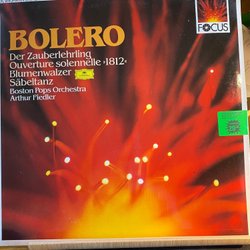 BOLERO
FOCUS
Der Zauberlehrling
Ouverture solennelle »1812«
Blumenwalzer
Säbeltanz
Boston Pops Orchestra
Arthur Fiedler